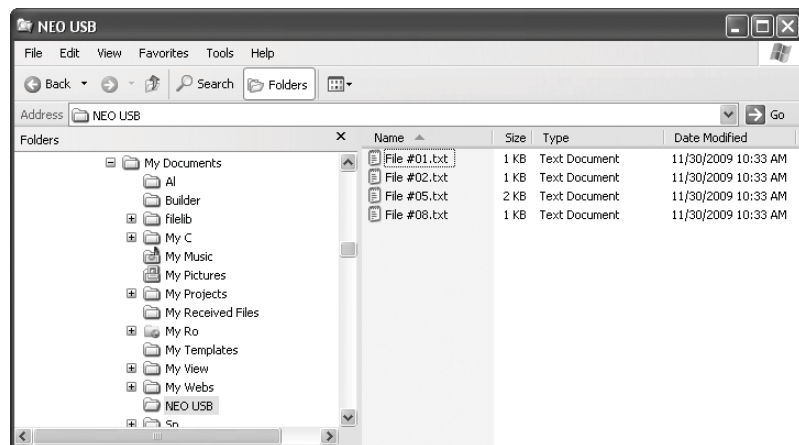 NEO USB
File Edit View Favorites Tools Help
Back Search Folders
Address NEO USB Go
Folders X Name Size Type Date Modified
My Documents
Al
Builder
filelib
My C
My Music
My Pictures
My Projects
My Received Files
My Ro
My Templates
My View
My Webs
NEO USB
Sp
File #01.txt 1 KB Text Document 11/30/2009 10:33 AM
File #02.txt 1 KB Text Document 11/30/2009 10:33 AM
File #05.txt 2 KB Text Document 11/30/2009 10:33 AM
File #08.txt 1 KB Text Document 11/30/2009 10:33 AM